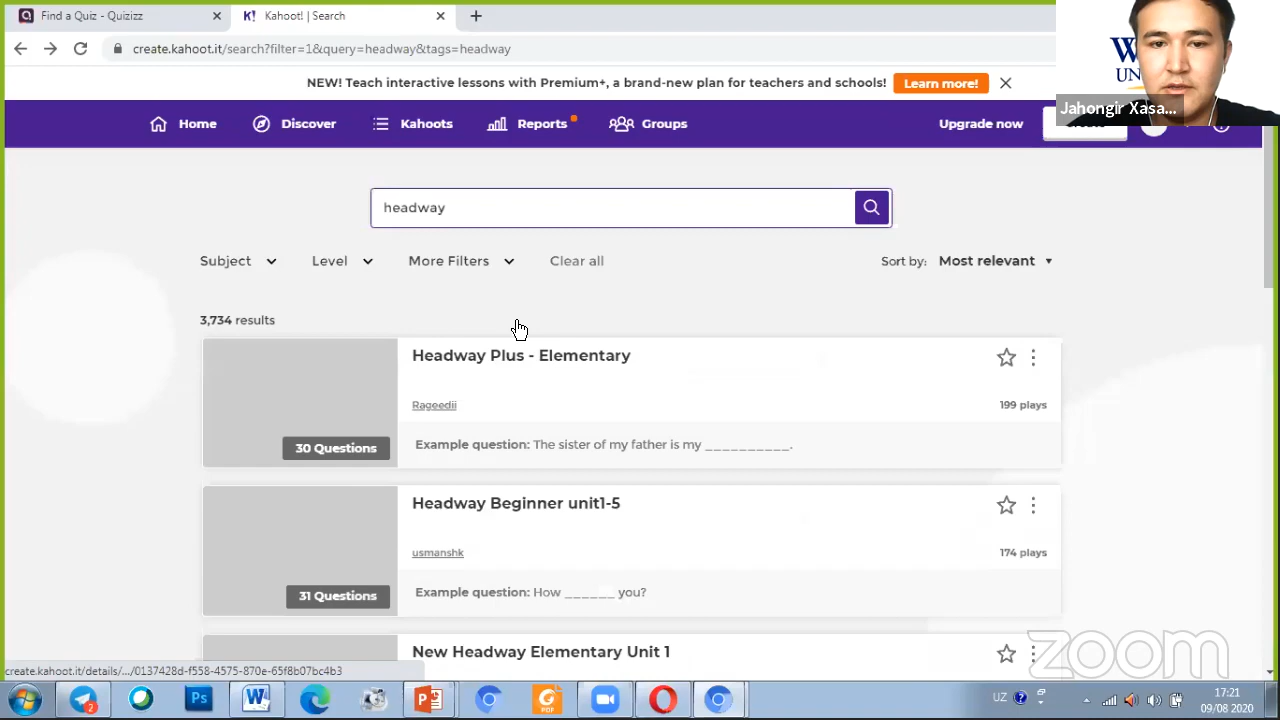 Find a Quiz - Quizizz
K! Kahoot! | Search
create.kahoot.it/search?filter=1&query=headway&tags=headway
NEW! Teach interactive lessons with Premium+, a brand-new plan for teachers and schools! Learn more!
Jahongir Xasa...
Home Discover Kahoots Reports Groups Upgrade now
headway
Subject Level More Filters Clear all Sort by: Most relevant
3,734 results
Headway Plus - Elementary
Rageedii 199 plays
30 Questions Example question: The sister of my father is my __________.
Headway Beginner unit1-5
usmanshk 174 plays
31 Questions Example question: How ______ you?
New Headway Elementary Unit 1
zoom
create.kahoot.it/details/.../0137428d-f558-4575-870e-65f8b07bc4b3
2 Ps W P PDF UZ 17:21
09/08 2020